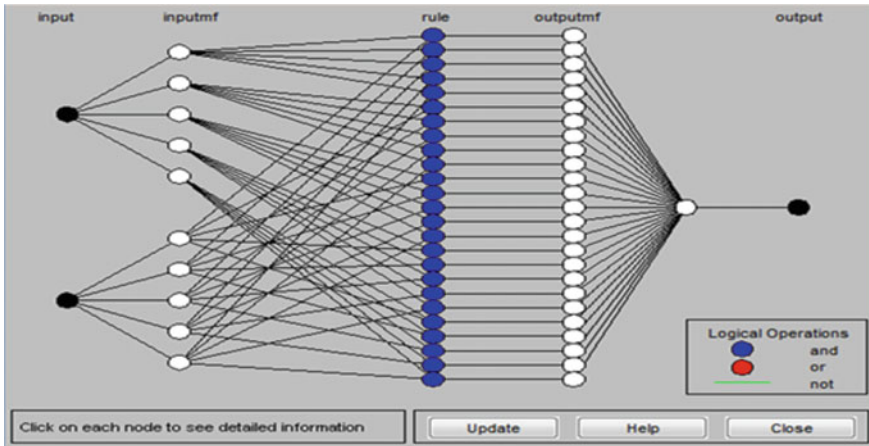 input inputmf rule outputmf output
Logical Operations
and
or
not
Click on each node to see detailed information
Update Help Close